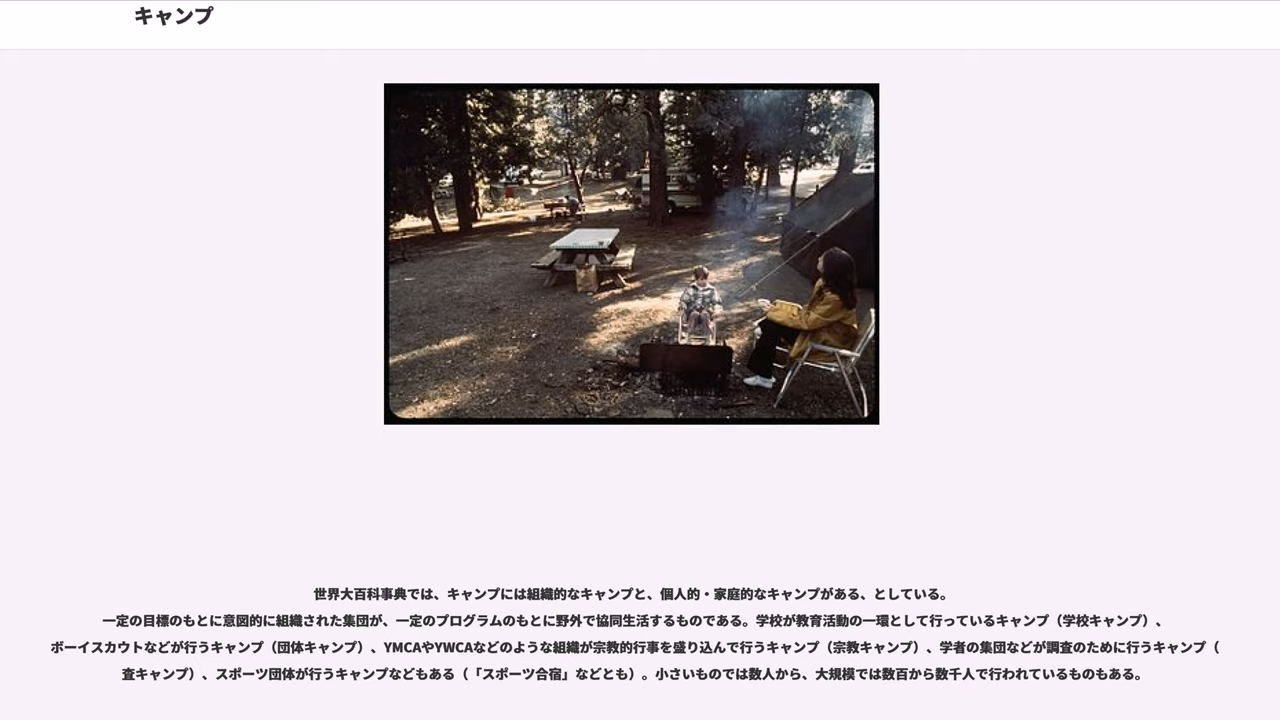 キャンプ
世界大百科事典では、キャンプには組織的なキャンプと、個人的・家庭的なキャンプがある、としている。
一定の目標のもとに意図的に組織された集団が、一定のプログラムのもとに野外で協同生活するものである。学校が教育活動の一環として行っているキャンプ（学校キャンプ）、
ボーイスカウトなどが行うキャンプ（団体キャンプ）、YMCAやYWCAなどのような組織が宗教的行事を盛り込んで行うキャンプ（宗教キャンプ）、学者の集団などが調査のために行うキャンプ（
査キャンプ）、スポーツ団体が行うキャンプなどもある（「スポーツ合宿」などとも）。小さいものでは数人から、大規模では数百から数千人で行われているものもある。